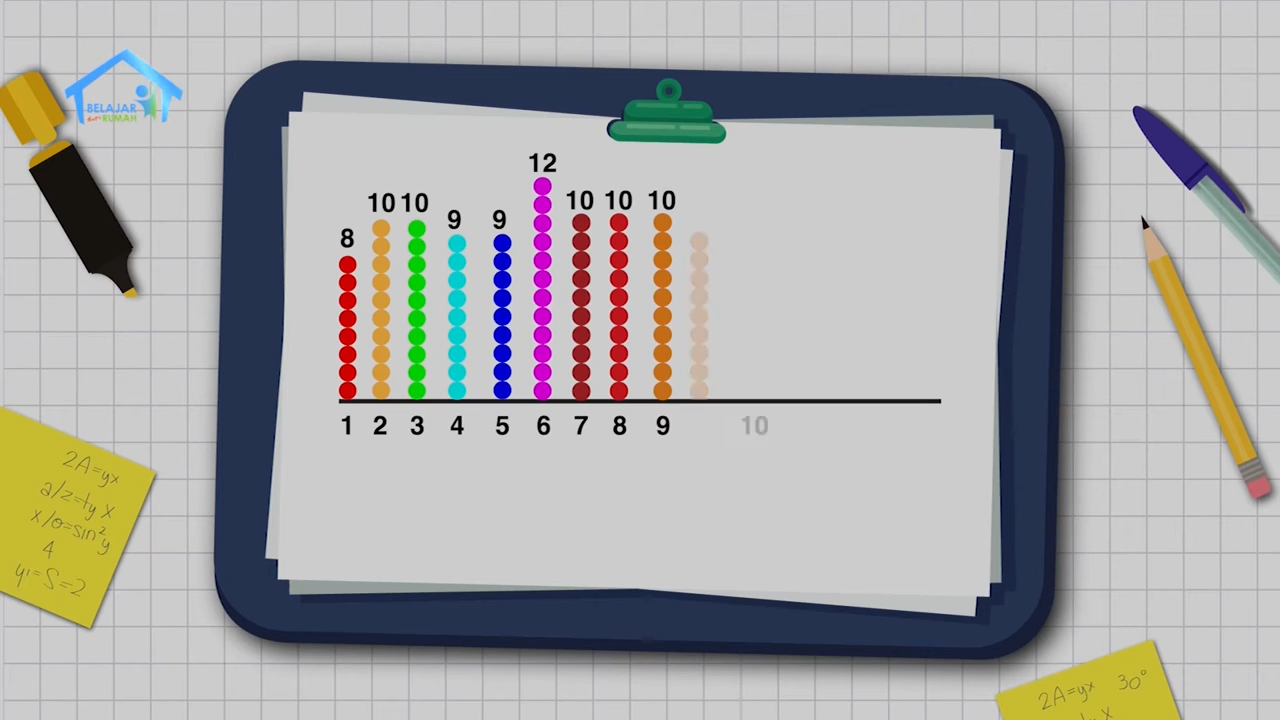 BELAJAR
dari RUMAH
12
10 10 9 9 10 10 10
8
1 2 3 4 5 6 7 8 9 10
2A=yx
a/z=ty x
x/o=sin²y
4
y1=S=2
2A=yx 30°